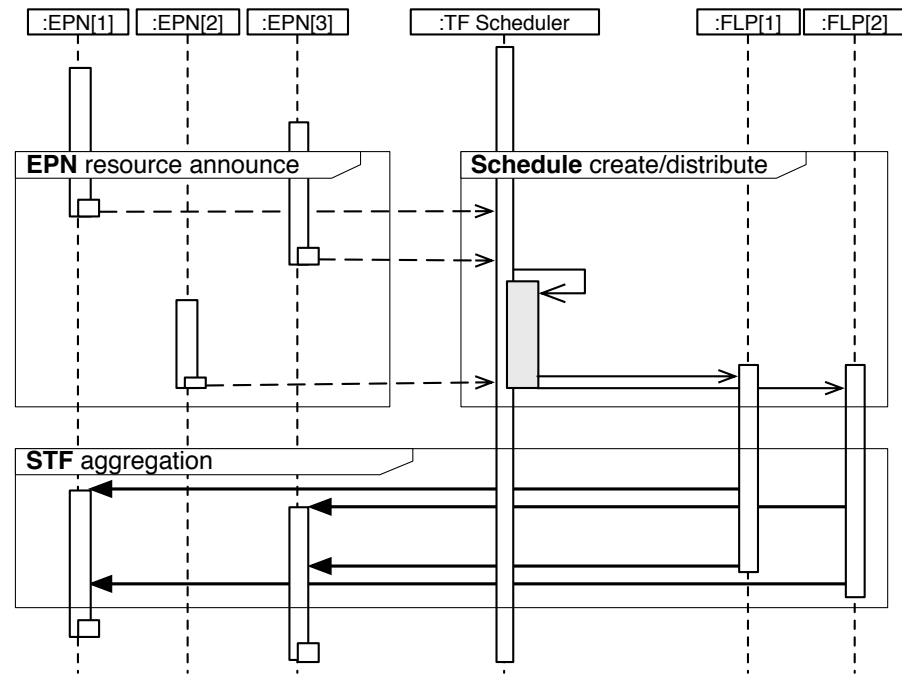 :EPN[1] :EPN[2] :EPN[3] :TF Scheduler :FLP[1] :FLP[2]
EPN resource announce
Schedule create/distribute
STF aggregation